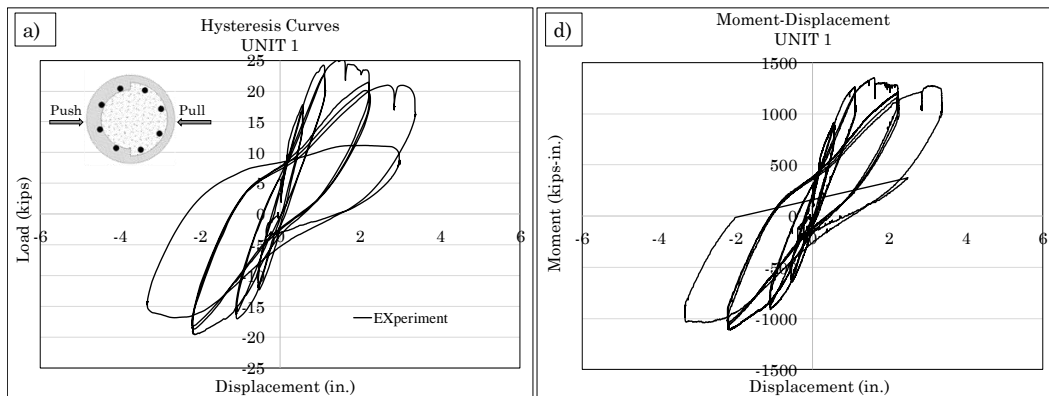 a)
Hysteresis Curves
UNIT 1
Push
Pull
25
20
15
10
5
0
-5
-10
-15
-20
-25
-6
-4
-2
0
2
4
6
Load (kips)
EXperiment
Displacement (in.)
d)
Moment-Displacement
UNIT 1
1500
1000
500
0
-500
-1000
-1500
-6
-4
-2
0
2
4
6
Moment (kips-in.)
Displacement (in.)